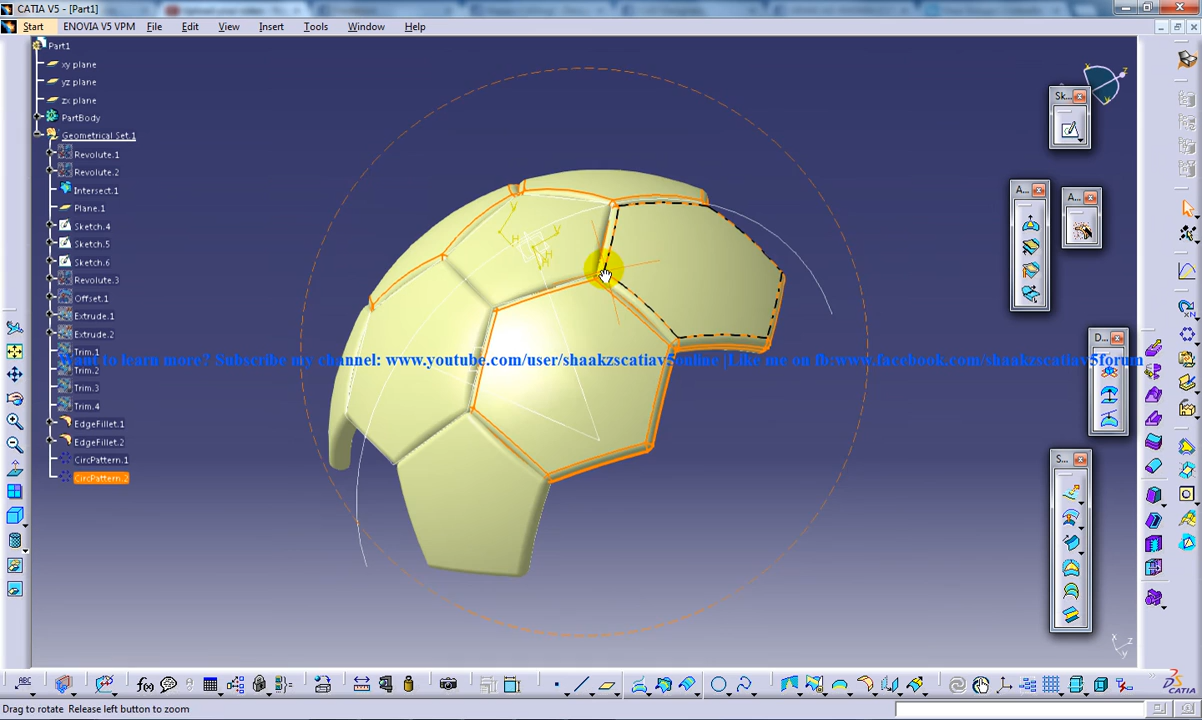 CATIA V5 - [Part1]
Start ENOVIA V5 VPM File Edit View Insert Tools Window Help
Part1
xy plane
yz plane
zx plane
PartBody
Geometrical Set.1
Revolute.1
Revolute.2
Intersect.1
Plane.1
Sketch.4
Sketch.5
Sketch.6
Revolute.3
Offset.1
Extrude.1
Extrude.2
Trim.1
Trim.2
Trim.3
Trim.4
EdgeFillet.1
EdgeFillet.2
CircPattern.1
CircPattern.2
Want to learn more? Subscribe my channel: www.youtube.com/user/shaakzscatiav5online |Like me on fb:www.facebook.com/shaakzscatiav5forum
Sk...
A...
A...
D...
S...
V
H
V
H
x
z
y
x
z
y
ABC
f(x)
CATIA
Drag to rotate Release left button to zoom